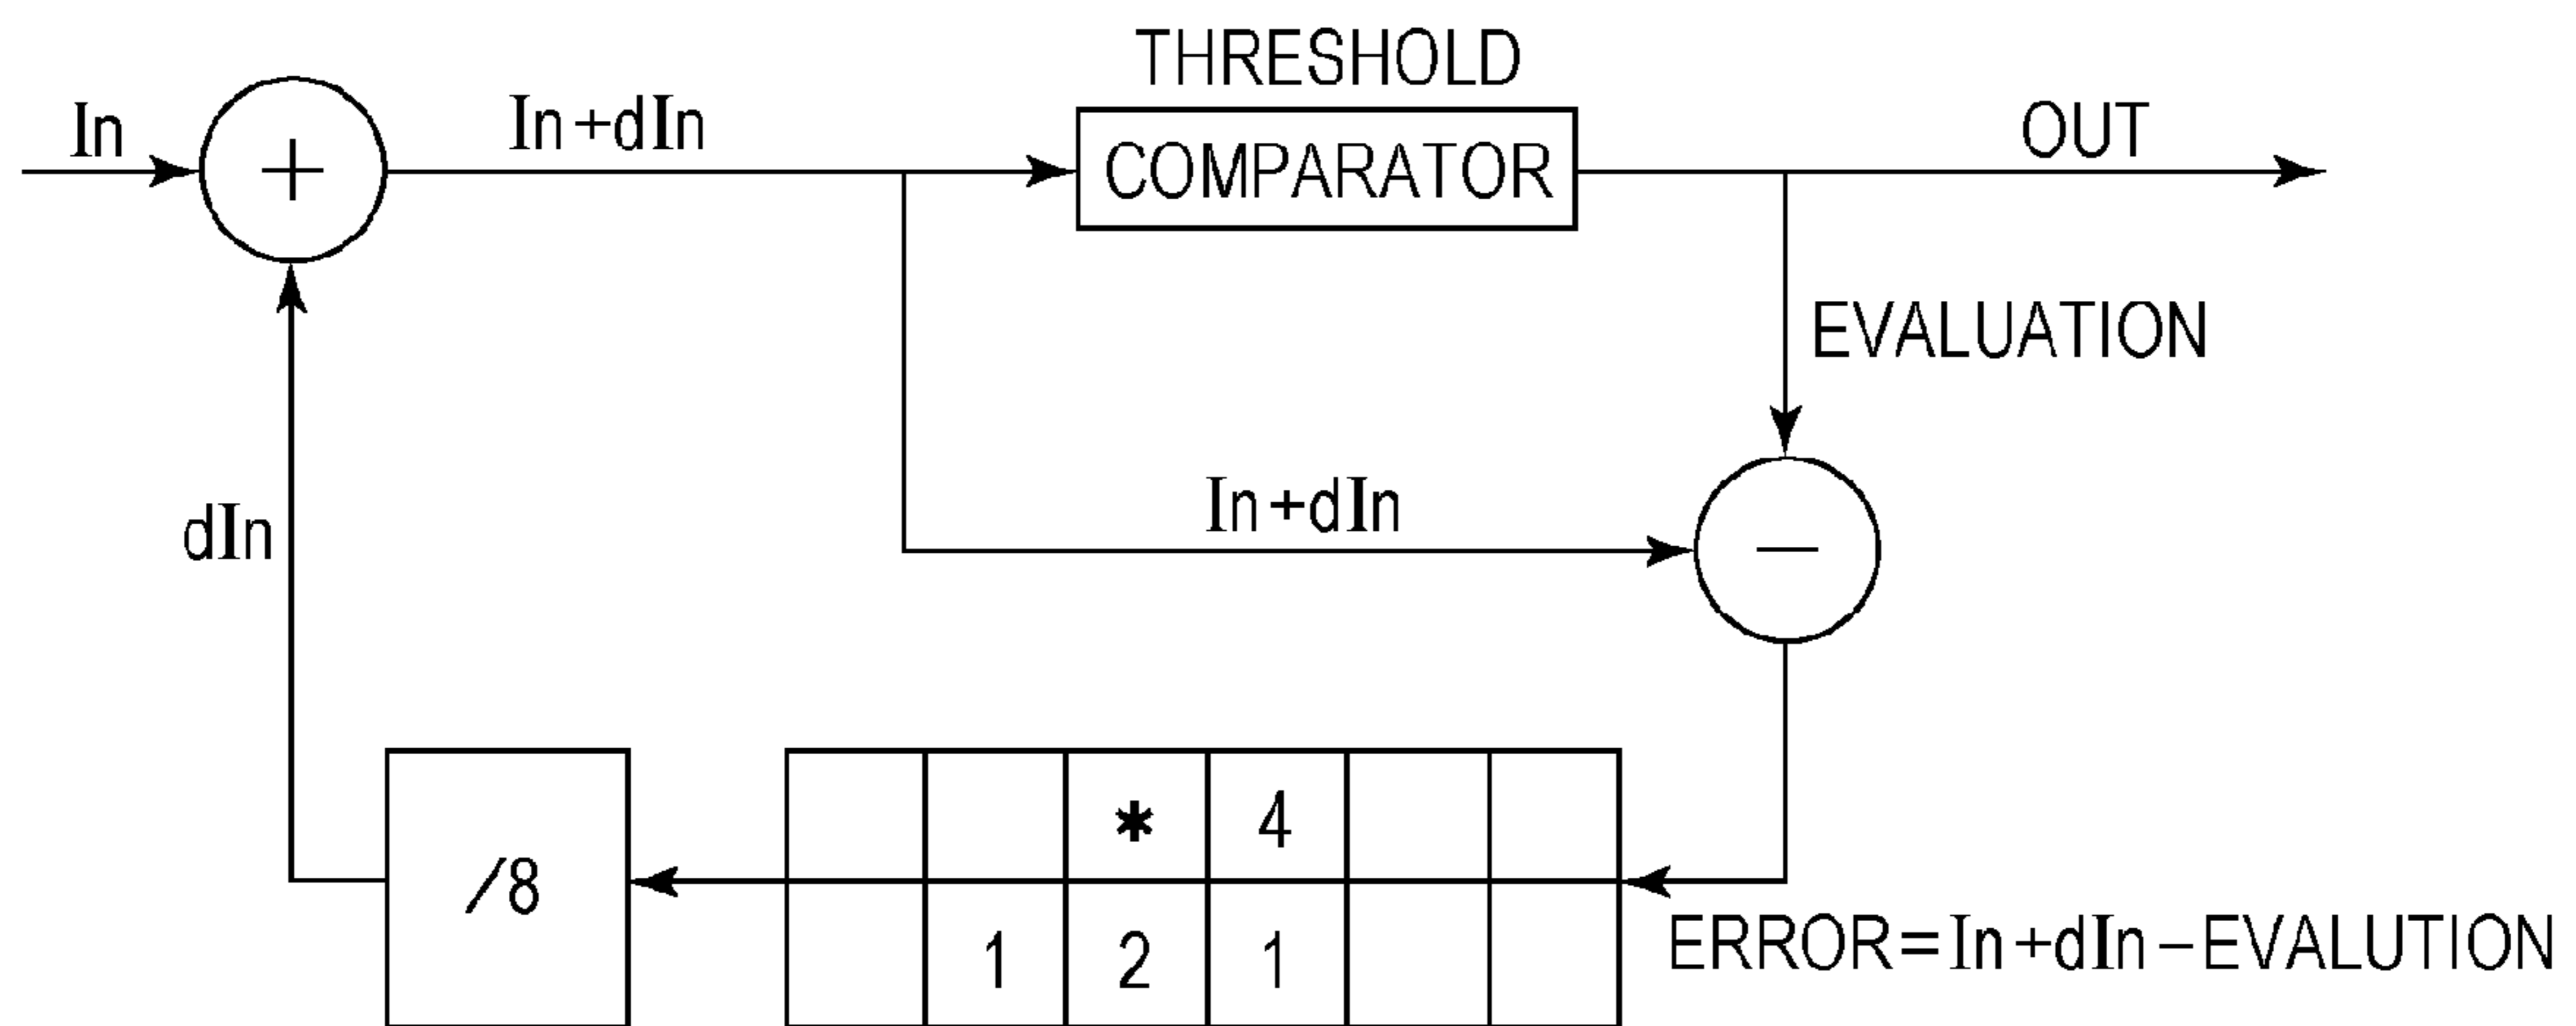 THRESHOLD
In
In+dIn
COMPARATOR
OUT
EVALUATION
In+dIn
dIn
* 4
/8
1 2 1
ERROR=In+dIn-EVALUTION